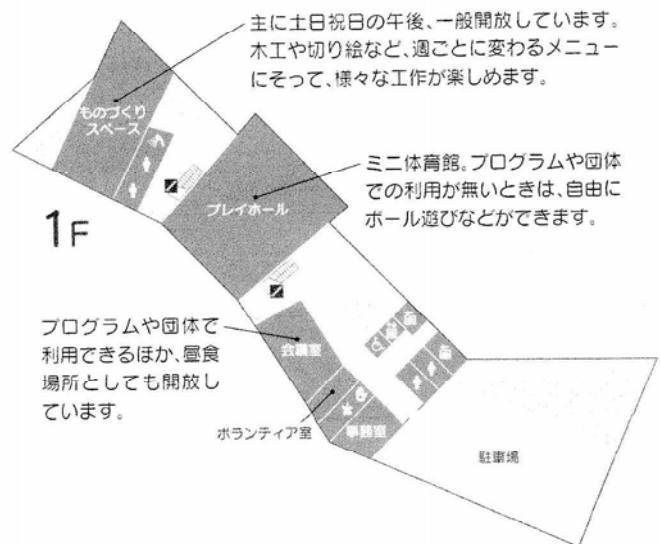 主に土日祝日の午後、一般開放しています。
木工や切り絵など、週ごとに変わるメニュー
にそって、様々な工作が楽しめます。
ものづくり
スペース
ミニ体育館。プログラムや団体
での利用が無いときは、自由に
ボール遊びなどができます。
プレイホール
1F
プログラムや団体で
利用できるほか、昼食
場所としても開放し
ています。
会議室
ボランティア室
事務室
駐車場